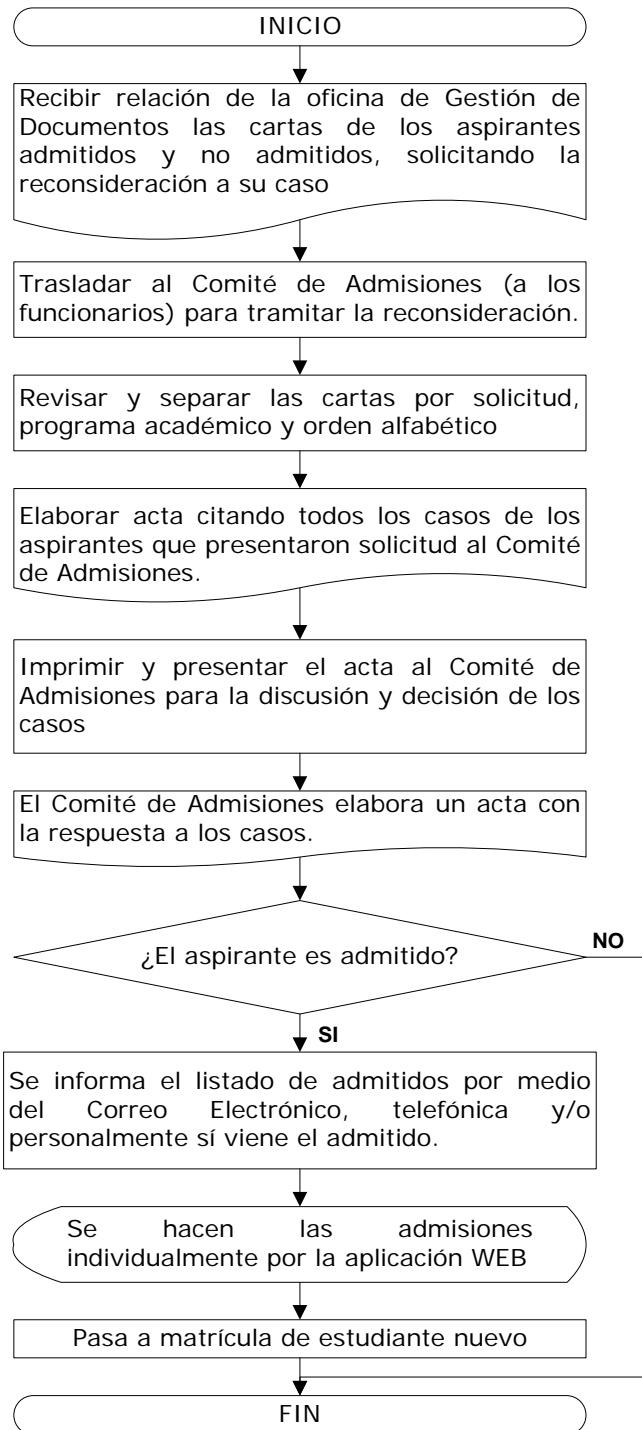 INICIO
Recibir relación de la oficina de Gestión de
Documentos las cartas de los aspirantes
admitidos y no admitidos, solicitando la
reconsideración a su caso
Trasladar al Comité de Admisiones (a los
funcionarios) para tramitar la reconsideración.
Revisar y separar las cartas por solicitud,
programa académico y orden alfabético
Elaborar acta citando todos los casos de los
aspirantes que presentaron solicitud al Comité
de Admisiones.
Imprimir y presentar el acta al Comité de
Admisiones para la discusión y decisión de los
casos
El Comité de Admisiones elabora un acta con
la respuesta a los casos.
¿El aspirante es admitido?
NO
SI
Se informa el listado de admitidos por medio
del Correo Electrónico, telefónica y/o
personalmente sí viene el admitido.
Se hacen las admisiones
individualmente por la aplicación WEB
Pasa a matrícula de estudiante nuevo
FIN